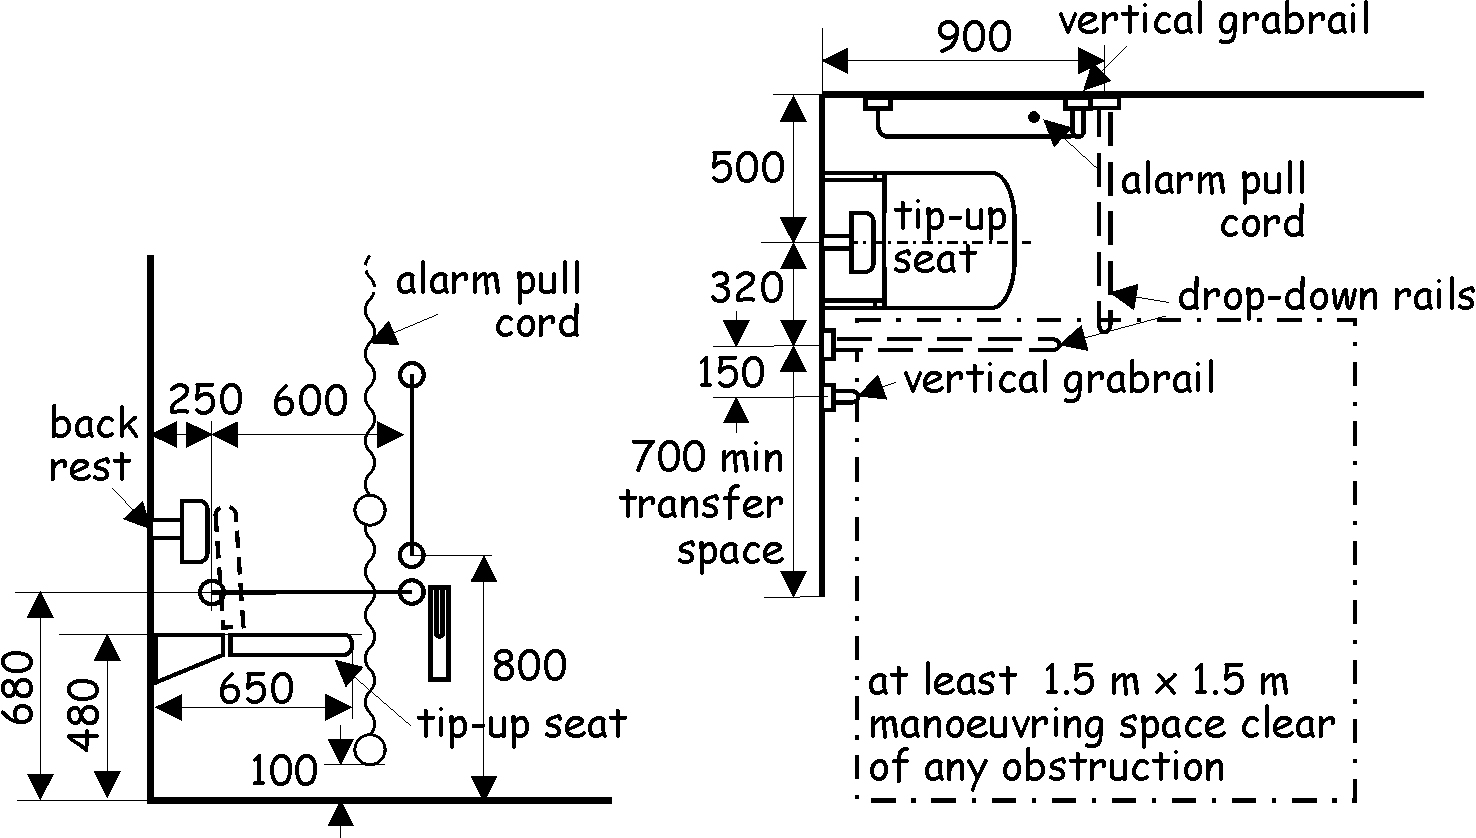 alarm pull
cord
250
600
back
rest
680
480
650
800
tip-up seat
100
vertical grabrail
900
500
alarm pull
cord
tip-up
seat
320
drop-down rails
150
vertical grabrail
700 min
transfer
space
at least 1.5 m x 1.5 m
manoeuvring space clear
of any obstruction